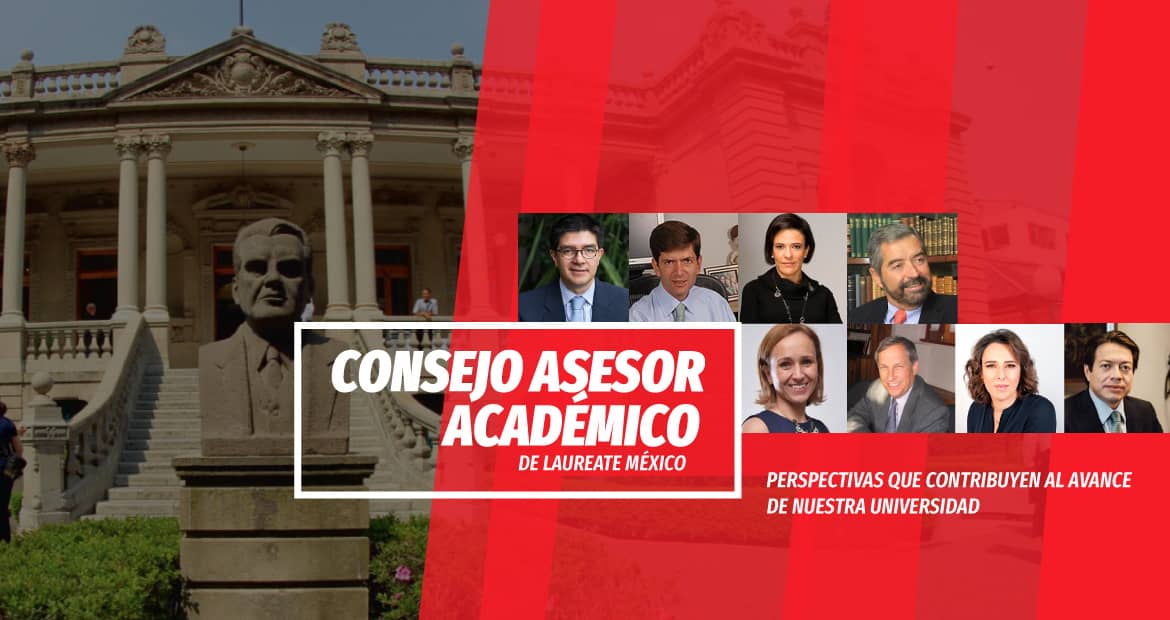 CONSEJO ASESOR
ACADÉMICO
DE LAUREATE MÉXICO
PERSPECTIVAS QUE CONTRIBUYEN AL AVANCE
DE NUESTRA UNIVERSIDAD